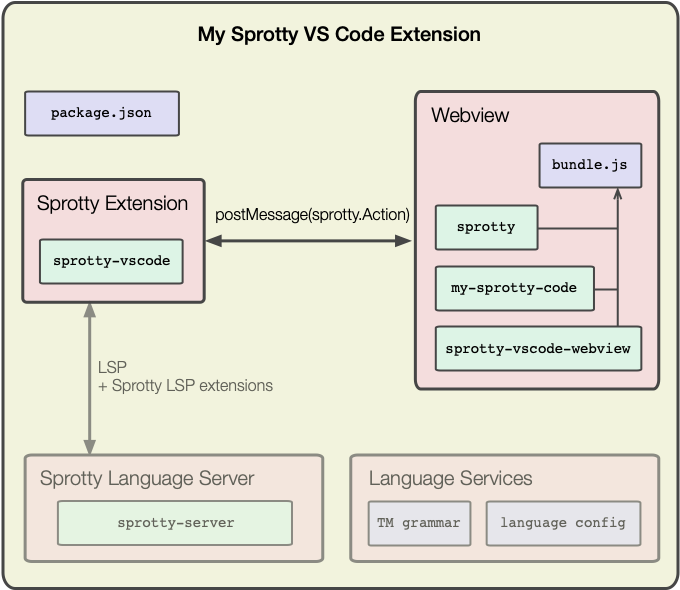 My Sprotty VS Code Extension
package.json
Webview
bundle.js
Sprotty Extension
sprotty-vscode
postMessage(sprotty.Action)
sprotty
my-sprotty-code
sprotty-vscode-webview
LSP
+ Sprotty LSP extensions
Sprotty Language Server
sprotty-server
Language Services
TM grammar
language config